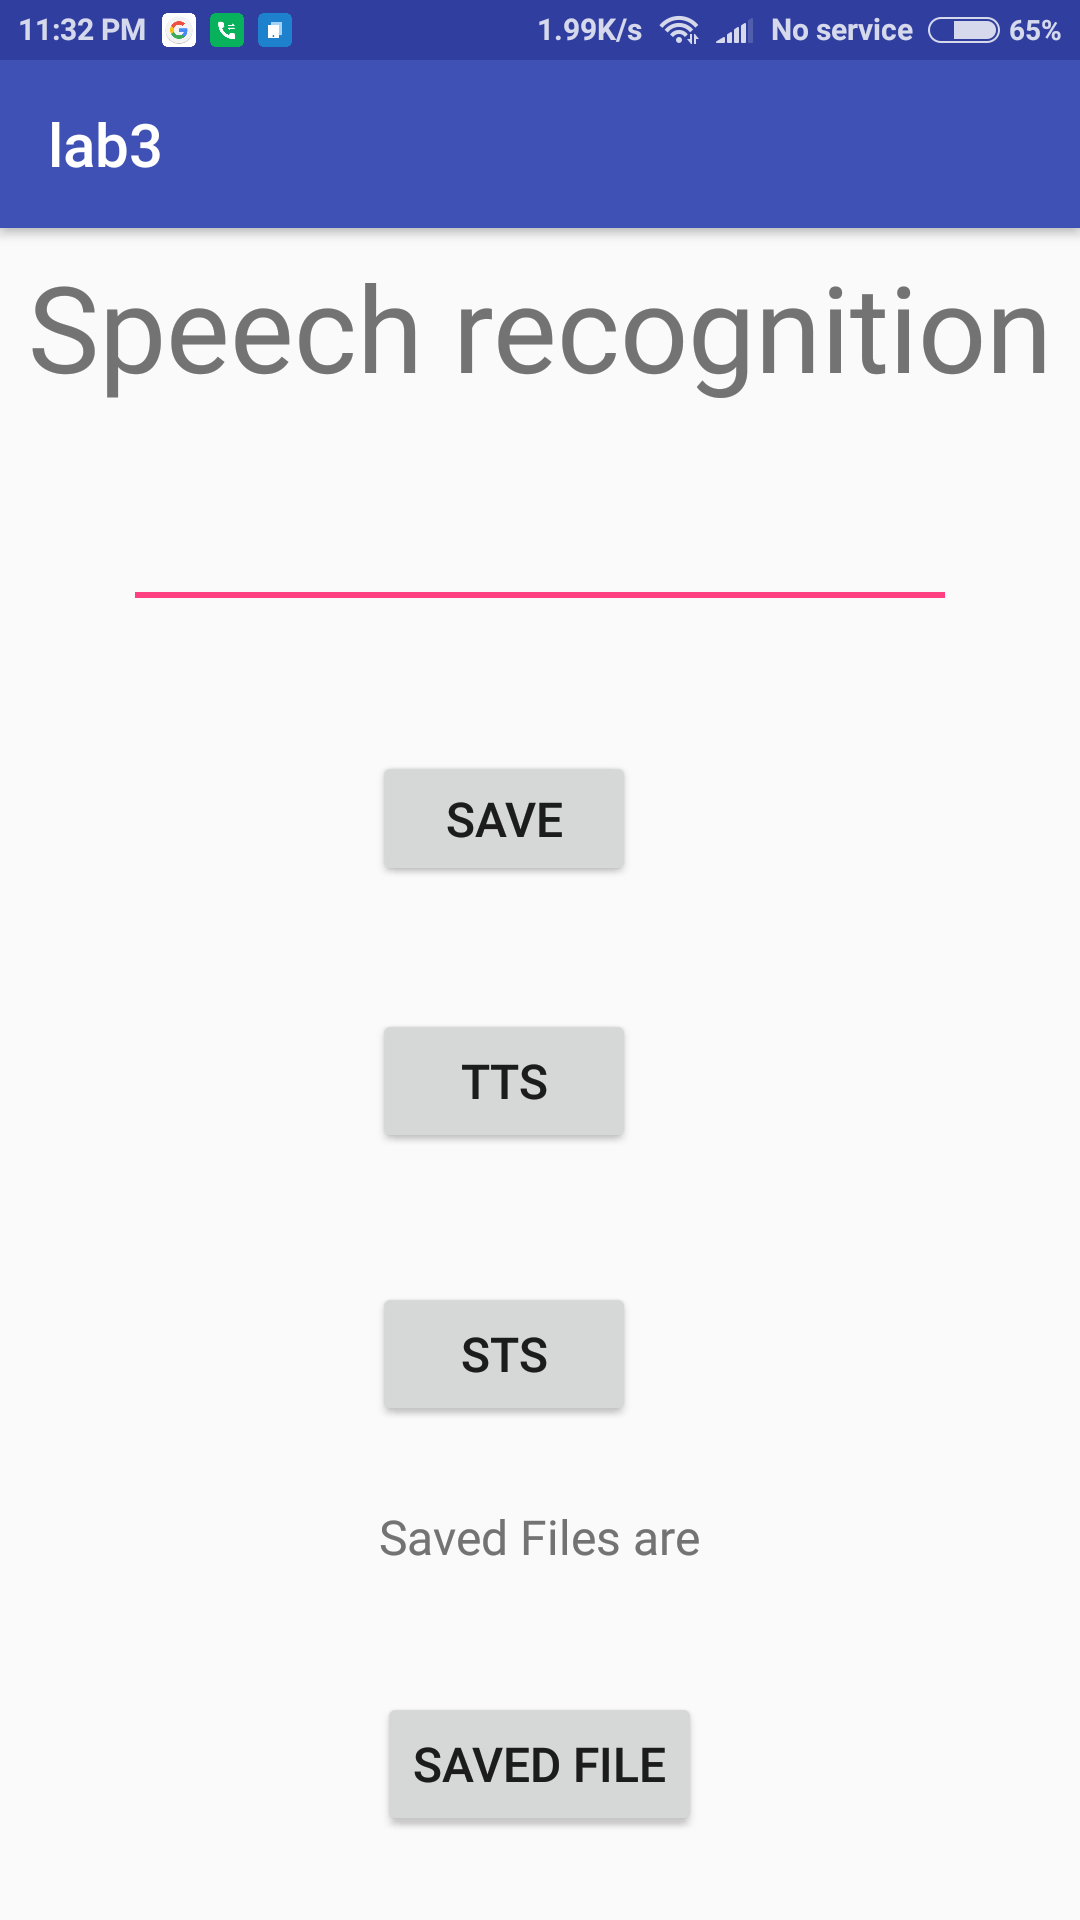 11:32 PM 1.99K/s No service 65%
lab3
Speech recognition
SAVE
TTS
STS
Saved Files are
SAVED FILE